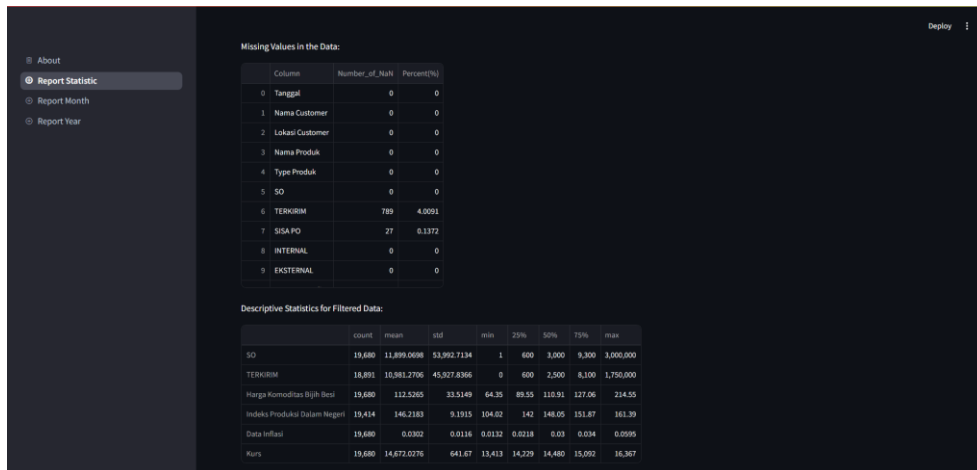 Deploy
About
Report Statistic
Report Month
Report Year
Missing Values in the Data:
Column Number_of_NaN Percent(%)
0 Tanggal 0 0
1 Nama Customer 0 0
2 Lokasi Customer 0 0
3 Nama Produk 0 0
4 Type Produk 0 0
5 SO 0 0
6 TERKIRIM 789 4.0091
7 SISA PO 27 0.1372
8 INTERNAL 0 0
9 EKSTERNAL 0 0
Descriptive Statistics for Filtered Data:
count mean std min 25% 50% 75% max
SO 19,680 11,899.0698 53,992.7134 1 600 3,000 9,300 3,000,000
TERKIRIM 18,891 10,981.2706 45,927.8366 0 600 2,500 8,100 1,750,000
Harga Komoditas Bijih Besi 19,680 112.5265 33.5149 64.35 89.55 110.91 127.06 214.55
Indeks Produksi Dalam Negeri 19,414 146.2183 9.1915 104.02 142 148.05 151.87 161.39
Data Inflasi 19,680 0.0302 0.0116 0.0132 0.0218 0.03 0.034 0.0595
Kurs 19,680 14,672.0276 641.67 13,413 14,229 14,480 15,092 16,367